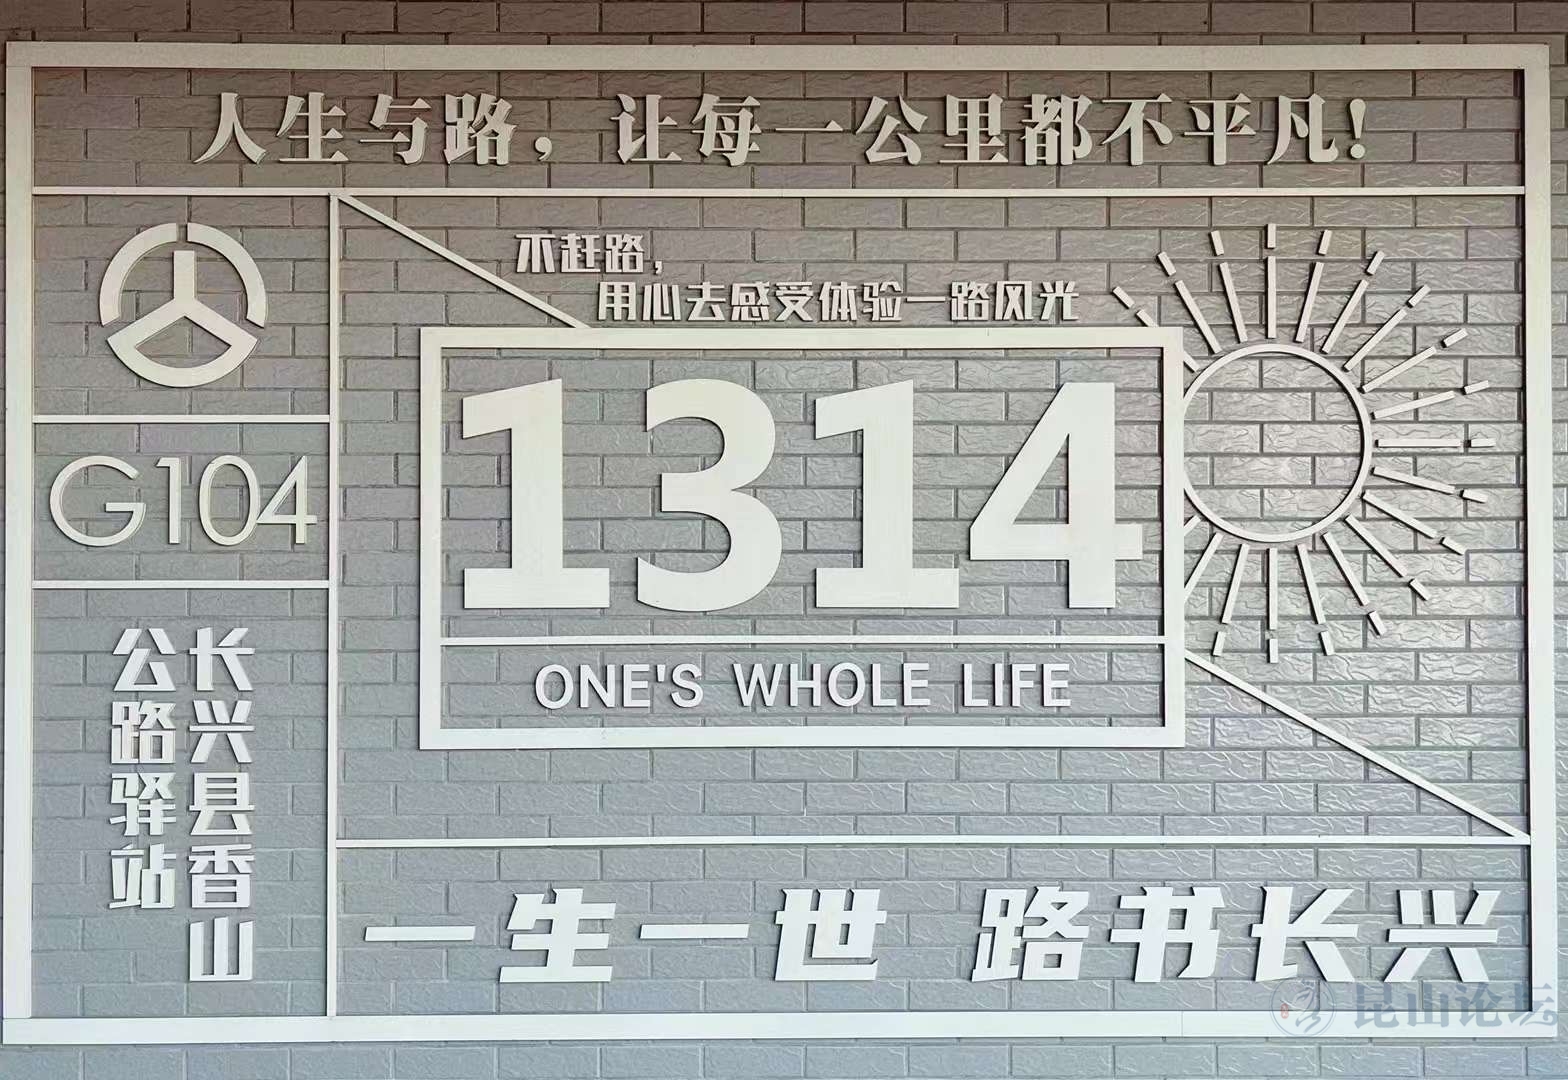 人生与路，让每一公里都不平凡！
不赶路，
用心去感受体验一路风光
G104
1314
ONE'S WHOLE LIFE
长兴县香山
公路驿站
一生一世 路书长兴
昆山论坛